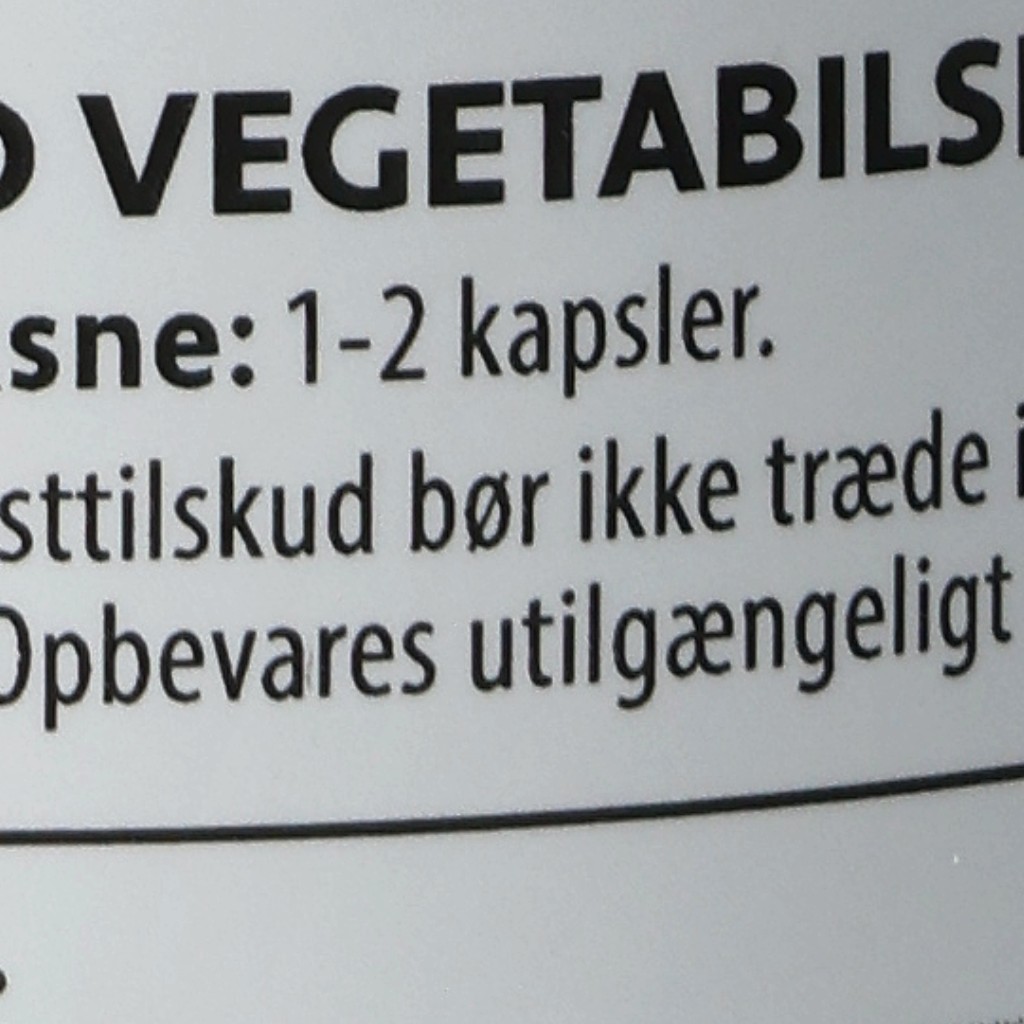 VEGETABILS
sne: 1-2 kapsler.
sttilskud bør ikke træde i
Opbevares utilgængeligt